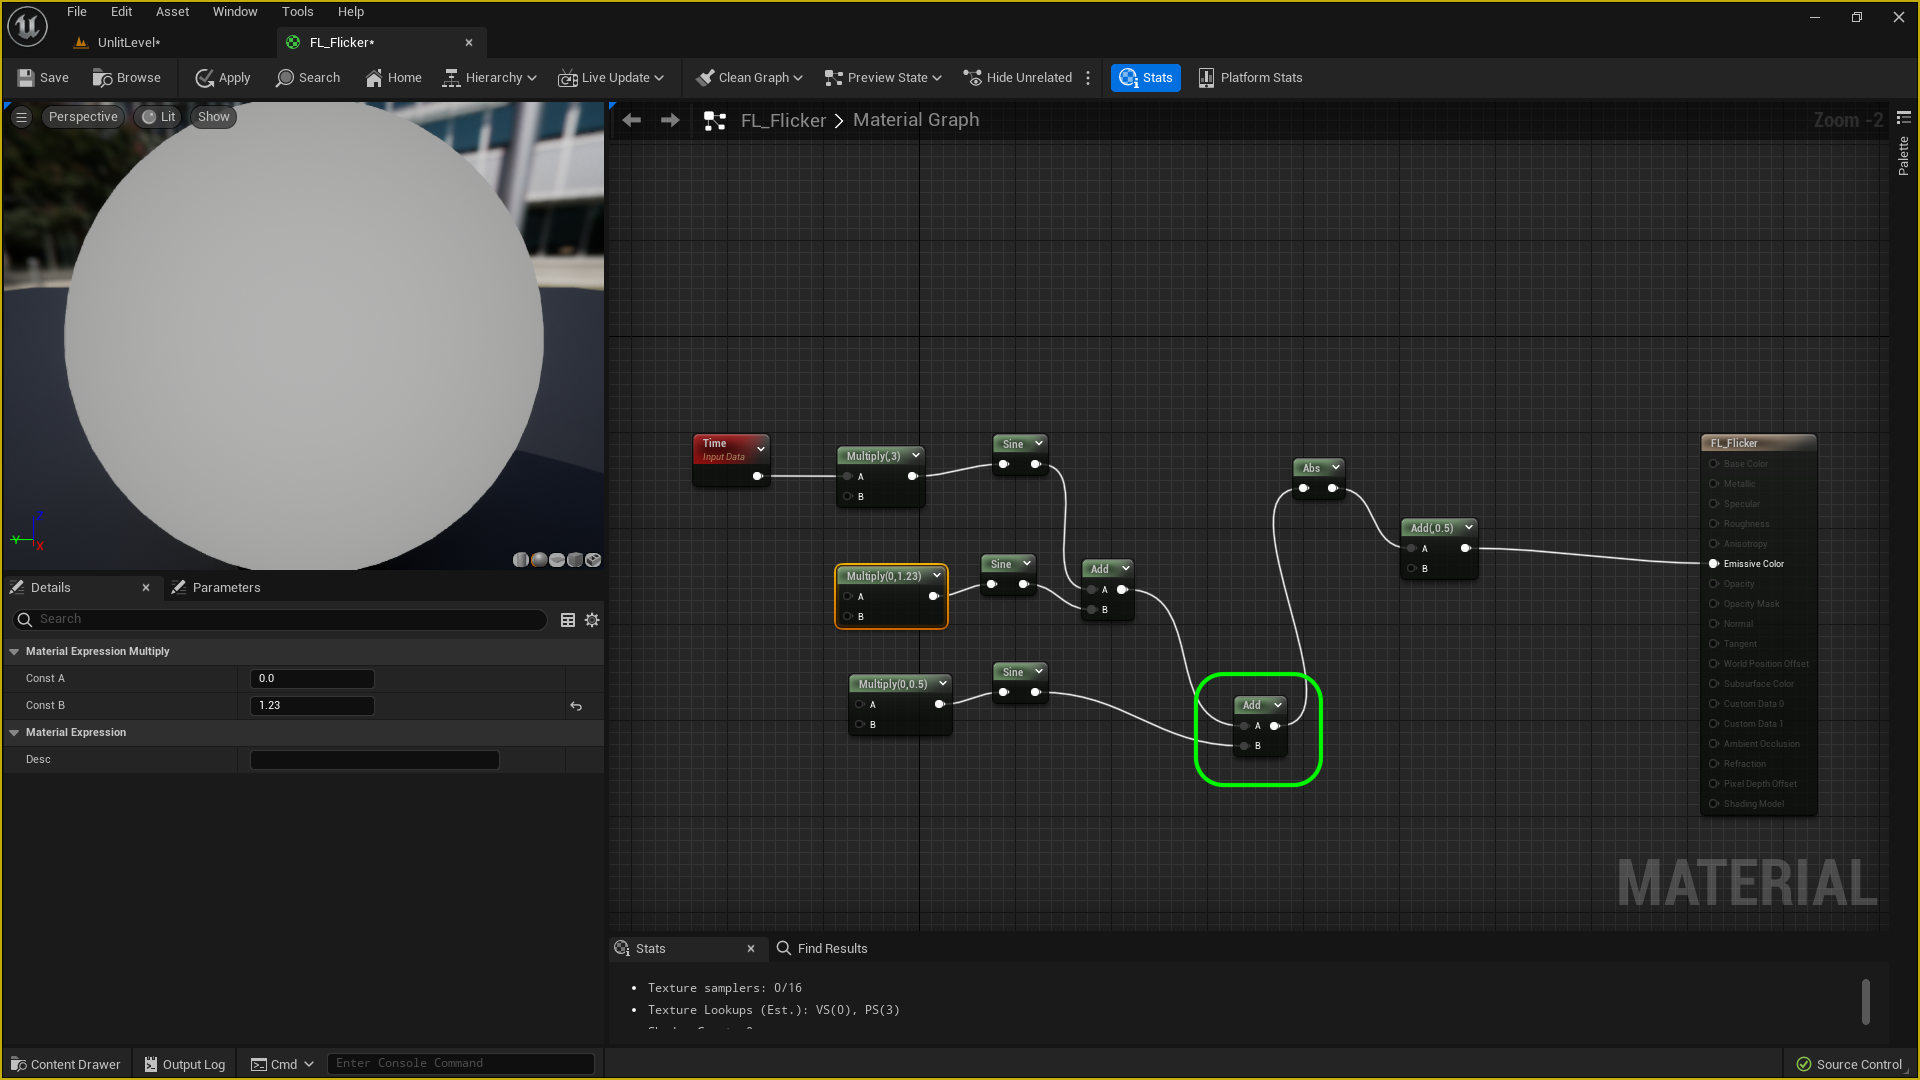 File Edit Asset Window Tools Help
UnlitLevel* FL_Flicker*
Save Browse Apply Search Home Hierarchy Live Update Clean Graph Preview State Hide Unrelated Stats Platform Stats
Perspective Lit Show
FL_Flicker > Material Graph
Zoom -2
Palette
Time
Input Data
Multiply(,3)
A
B
Sine
Multiply(0,1.23)
A
B
Sine
Add
A
B
Multiply(0,0.5)
A
B
Sine
Add
A
B
Abs
Add(,0.5)
A
B
FL_Flicker
Base Color
Metallic
Specular
Roughness
Anisotropy
Emissive Color
Opacity
Opacity Mask
Normal
Tangent
World Position Offset
Subsurface Color
Custom Data 0
Custom Data 1
Ambient Occlusion
Refraction
Pixel Depth Offset
Shading Model
MATERIAL
Z
Y
X
Details Parameters
Search
Material Expression Multiply
Const A 0.0
Const B 1.23
Material Expression
Desc
Stats Find Results
• Texture samplers: 0/16
• Texture Lookups (Est.): VS(0), PS(3)
Content Drawer Output Log Cmd Enter Console Command Source Control